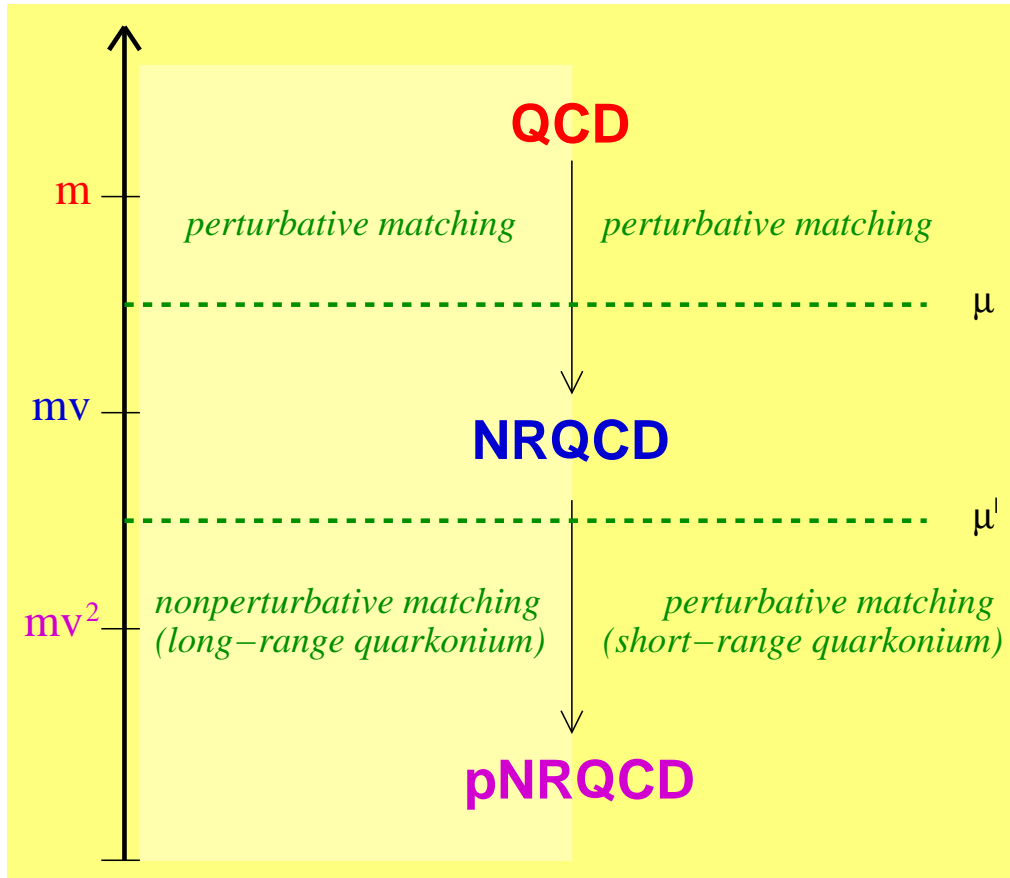 QCD
m
perturbative matching perturbative matching
μ
mv
NRQCD
μ'
nonperturbative matching
(long−range quarkonium)
perturbative matching
(short−range quarkonium)
mv²
pNRQCD